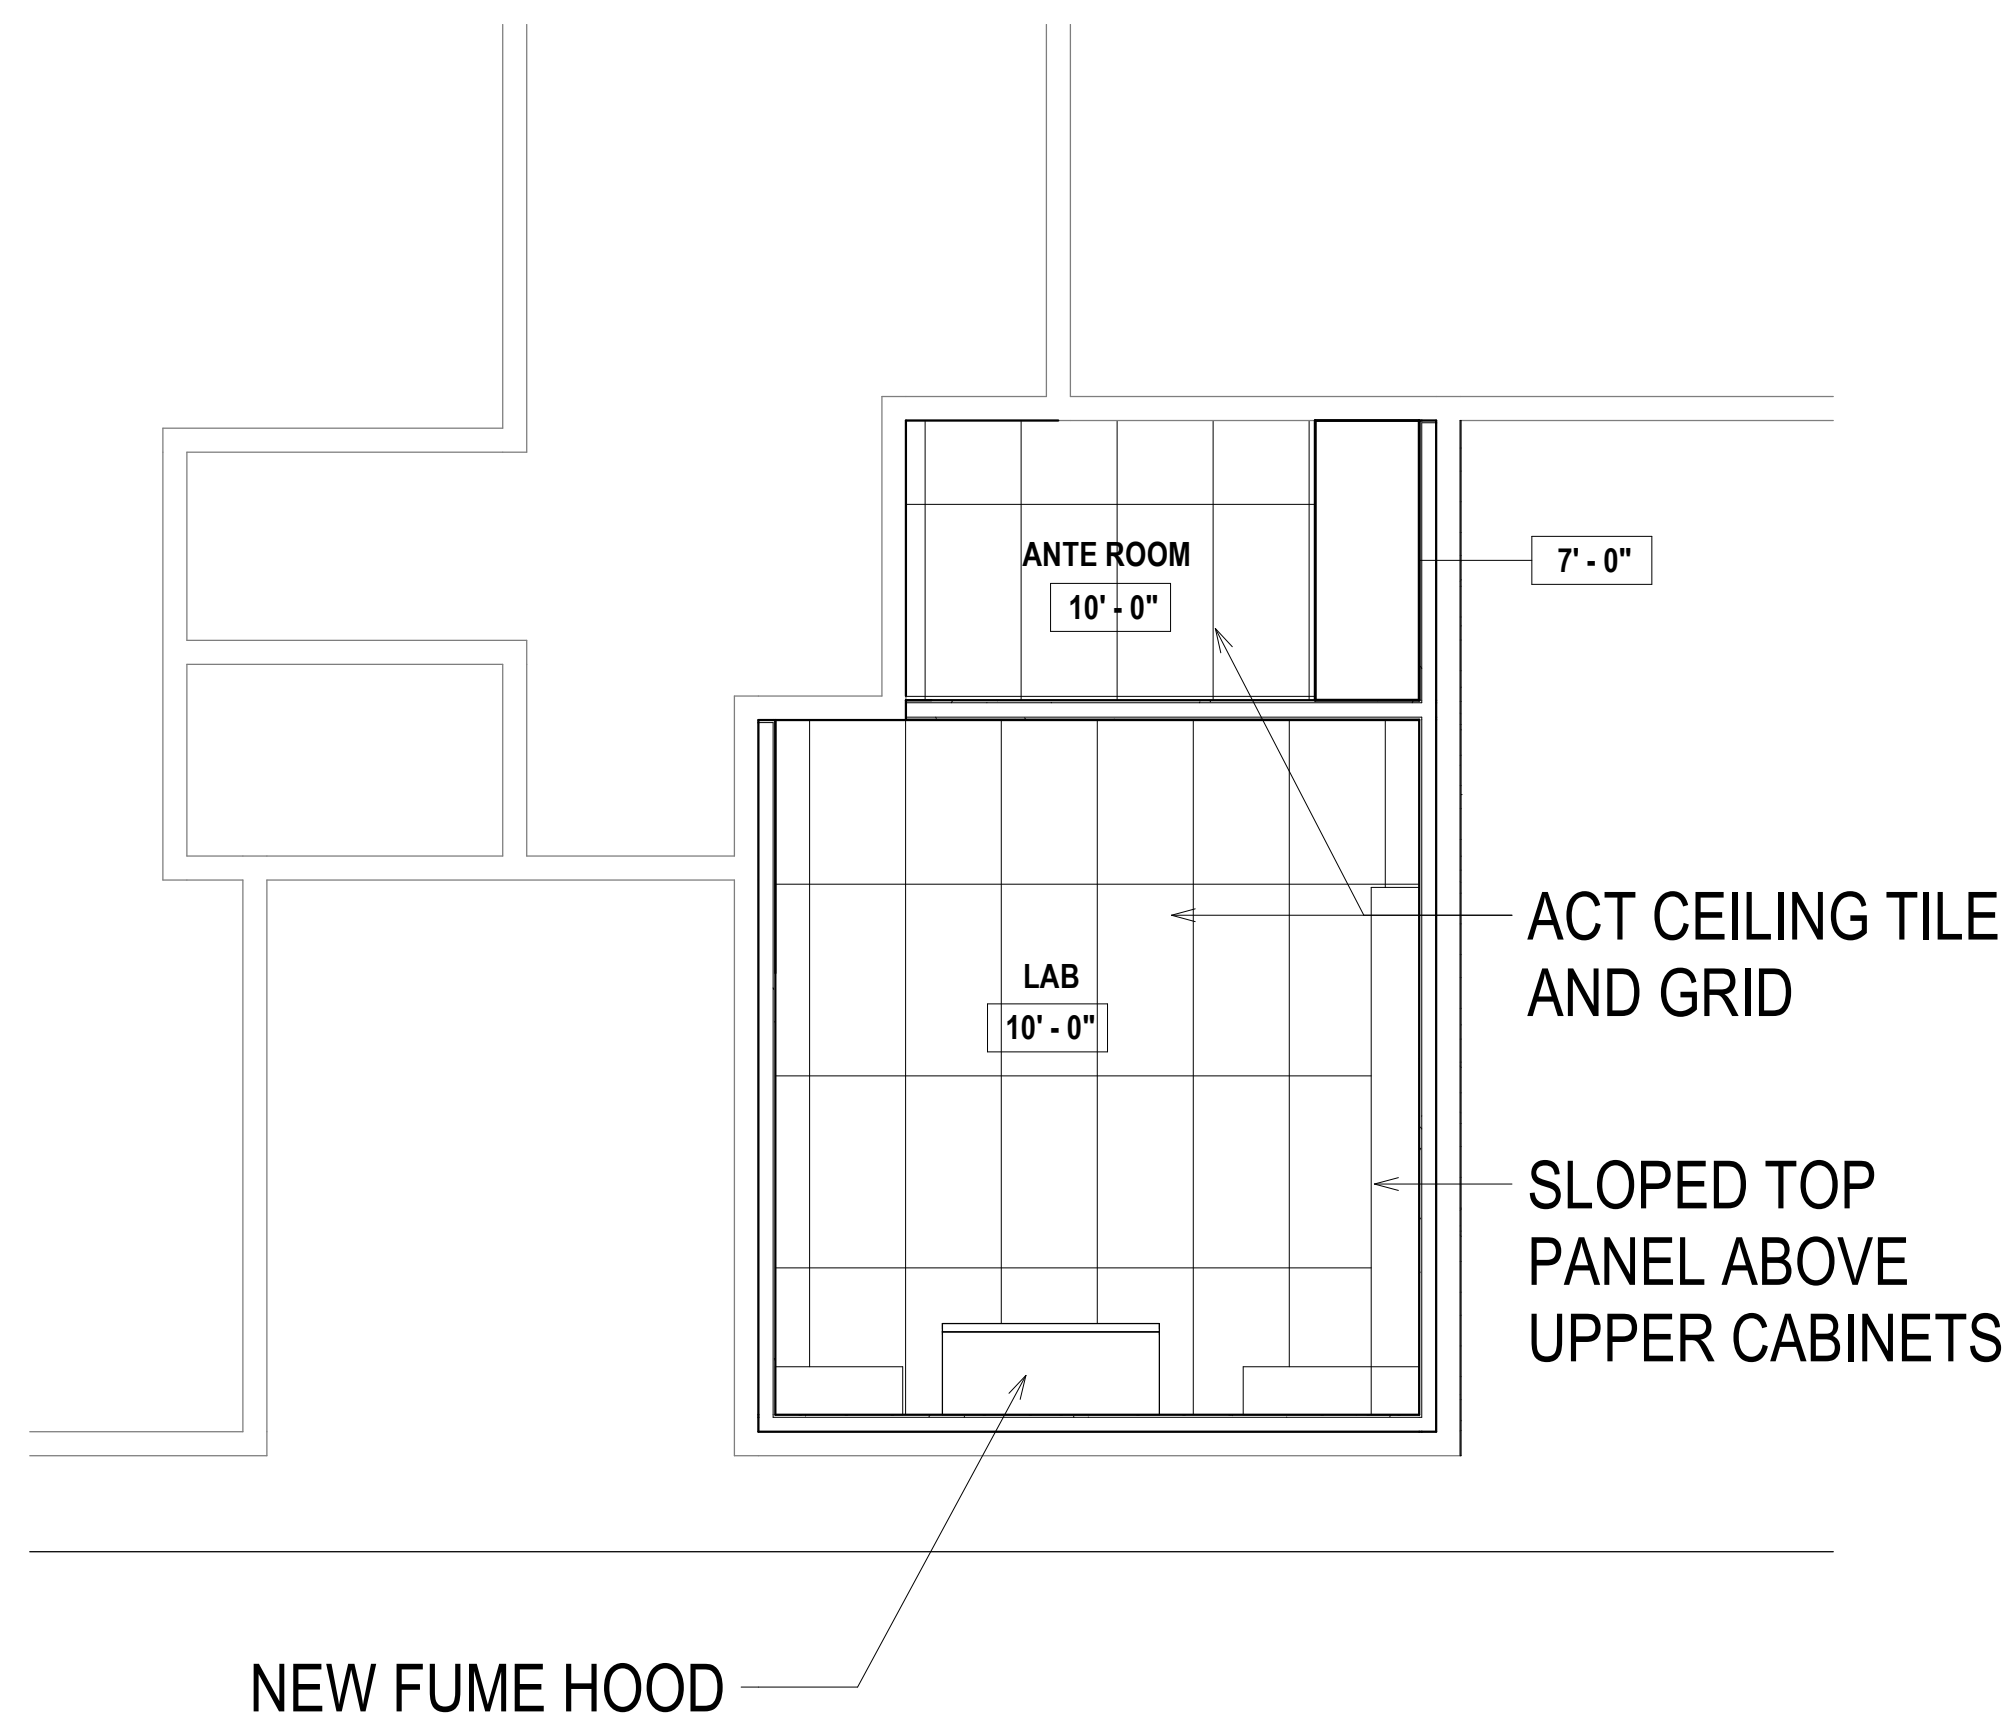 ANTE ROOM
10' - 0"
7' - 0"
ACT CEILING TILE
AND GRID
LAB
10' - 0"
SLOPED TOP
PANEL ABOVE
UPPER CABINETS
NEW FUME HOOD